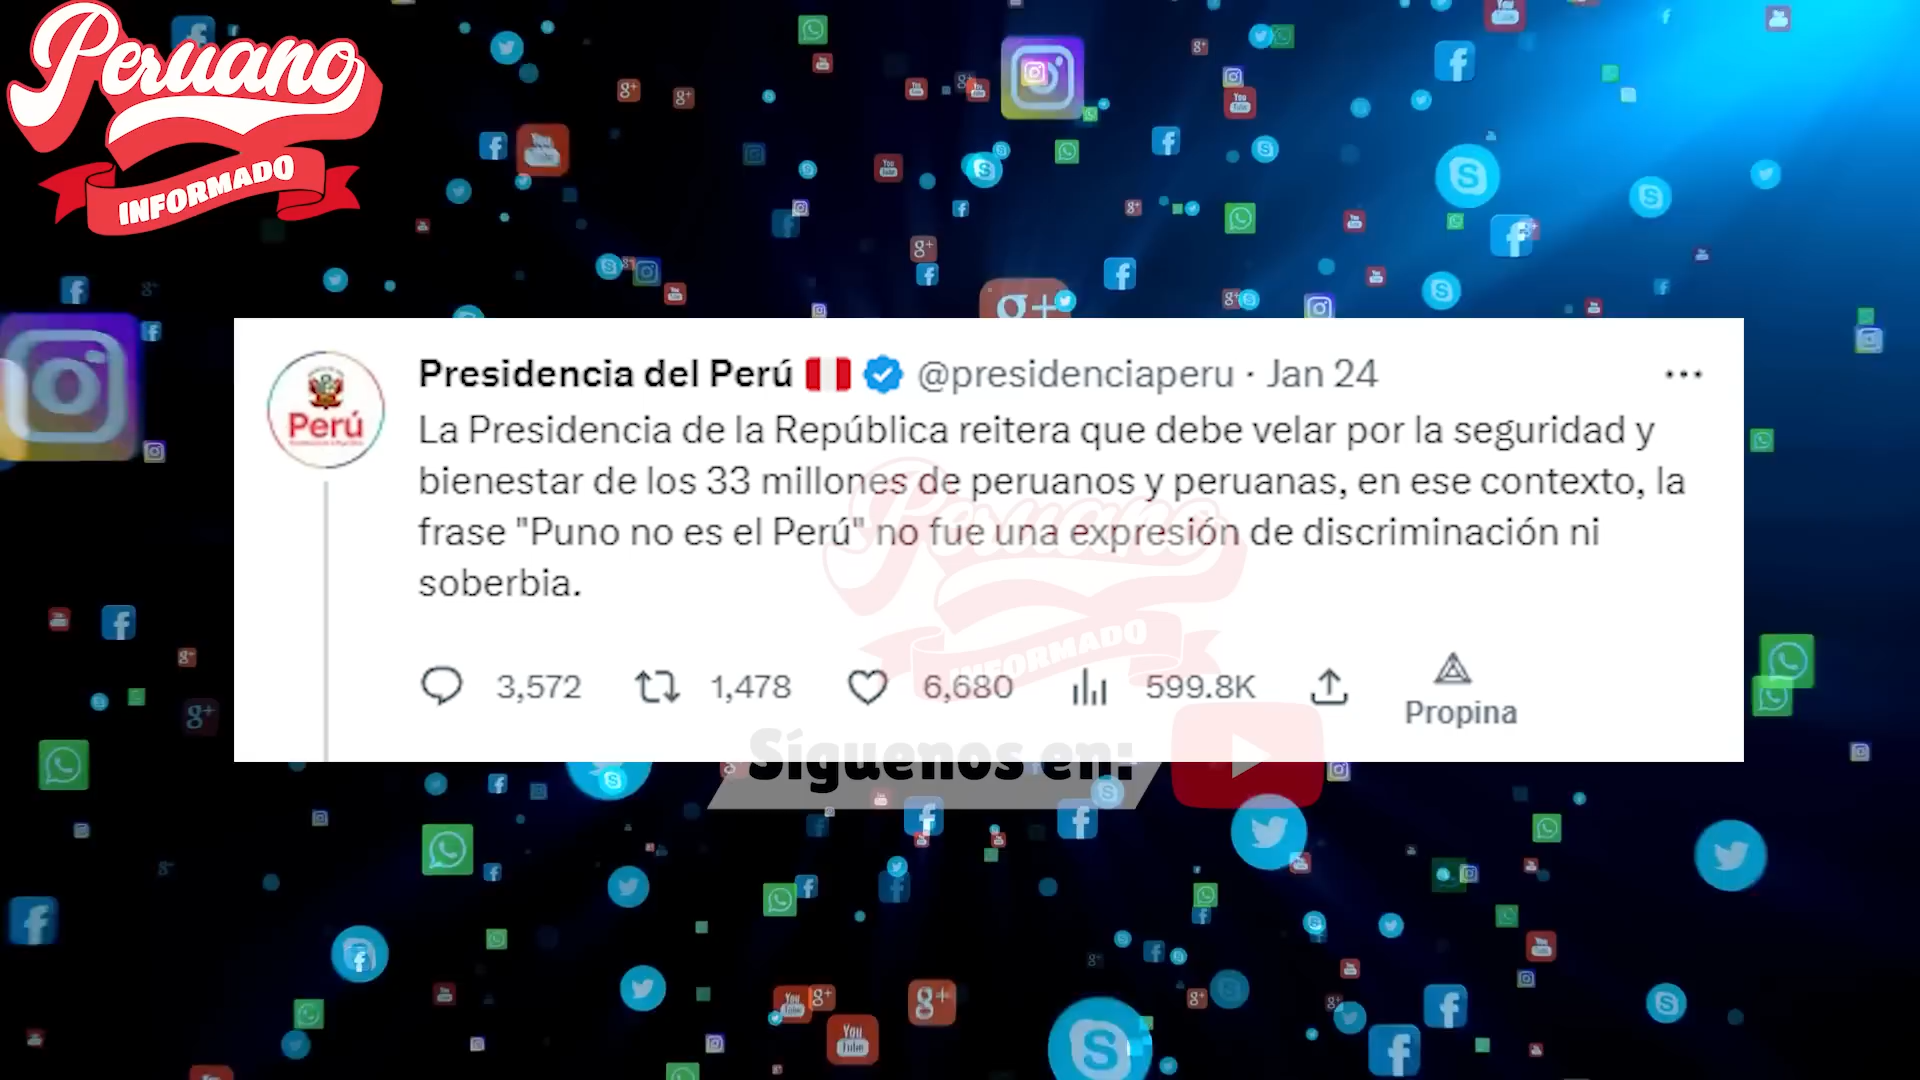 Peruano
INFORMADO
Presidencia del Perú @presidenciaperu · Jan 24
Perú
La Presidencia de la República reitera que debe velar por la seguridad y
bienestar de los 33 millones de peruanos y peruanas, en ese contexto, la
frase "Puno no es el Perú" no fue una expresión de discriminación ni
soberbia.
Peruano
INFORMADO
3,572 1,478 6,680 599.8K
Propina
Síguenos en: